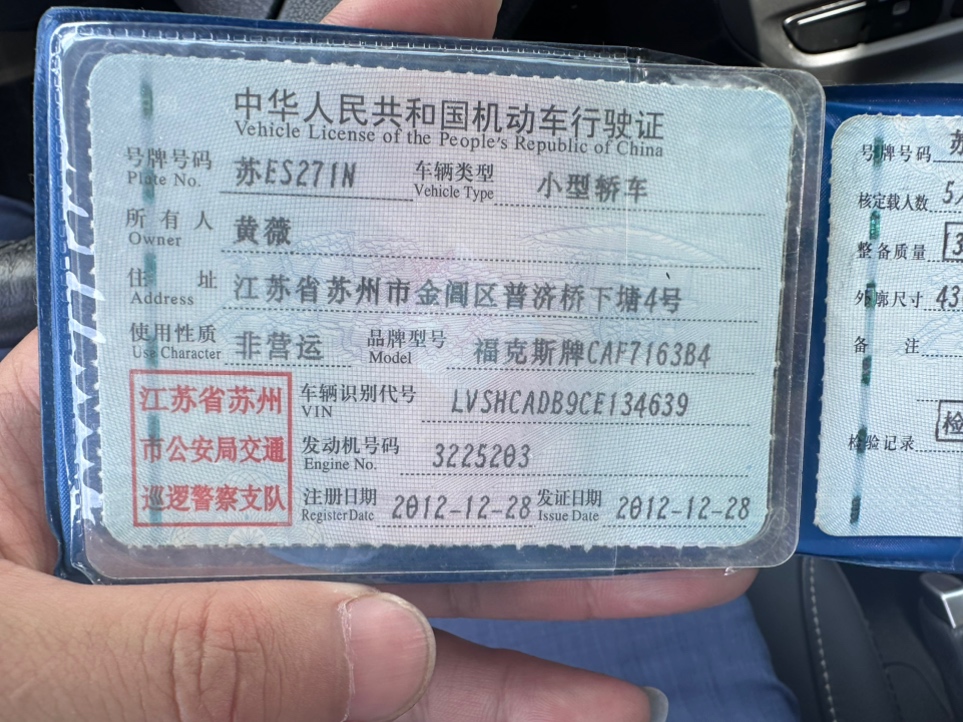 中华人民共和国机动车行驶证
Vehicle License of the People's Republic of China
号牌号码 苏ES271N 车辆类型 小型轿车
Plate No. Vehicle Type
所有人 黄薇
Owner
住址 江苏省苏州市金阊区普济桥下塘4号
Address
使用性质 非营运 品牌型号 福克斯牌CAF7163B4
Use Character Model
江苏省苏州
市公安局交通
巡逻警察支队
车辆识别代号 LVSHCADB9CE134639
VIN
发动机号码 3225203
Engine No.
注册日期 2012-12-28 发证日期 2012-12-28
Register Date Issue Date
号牌号码 苏
核定载人数 5
整备质量
外廓尺寸 43
备注
检验记录 检